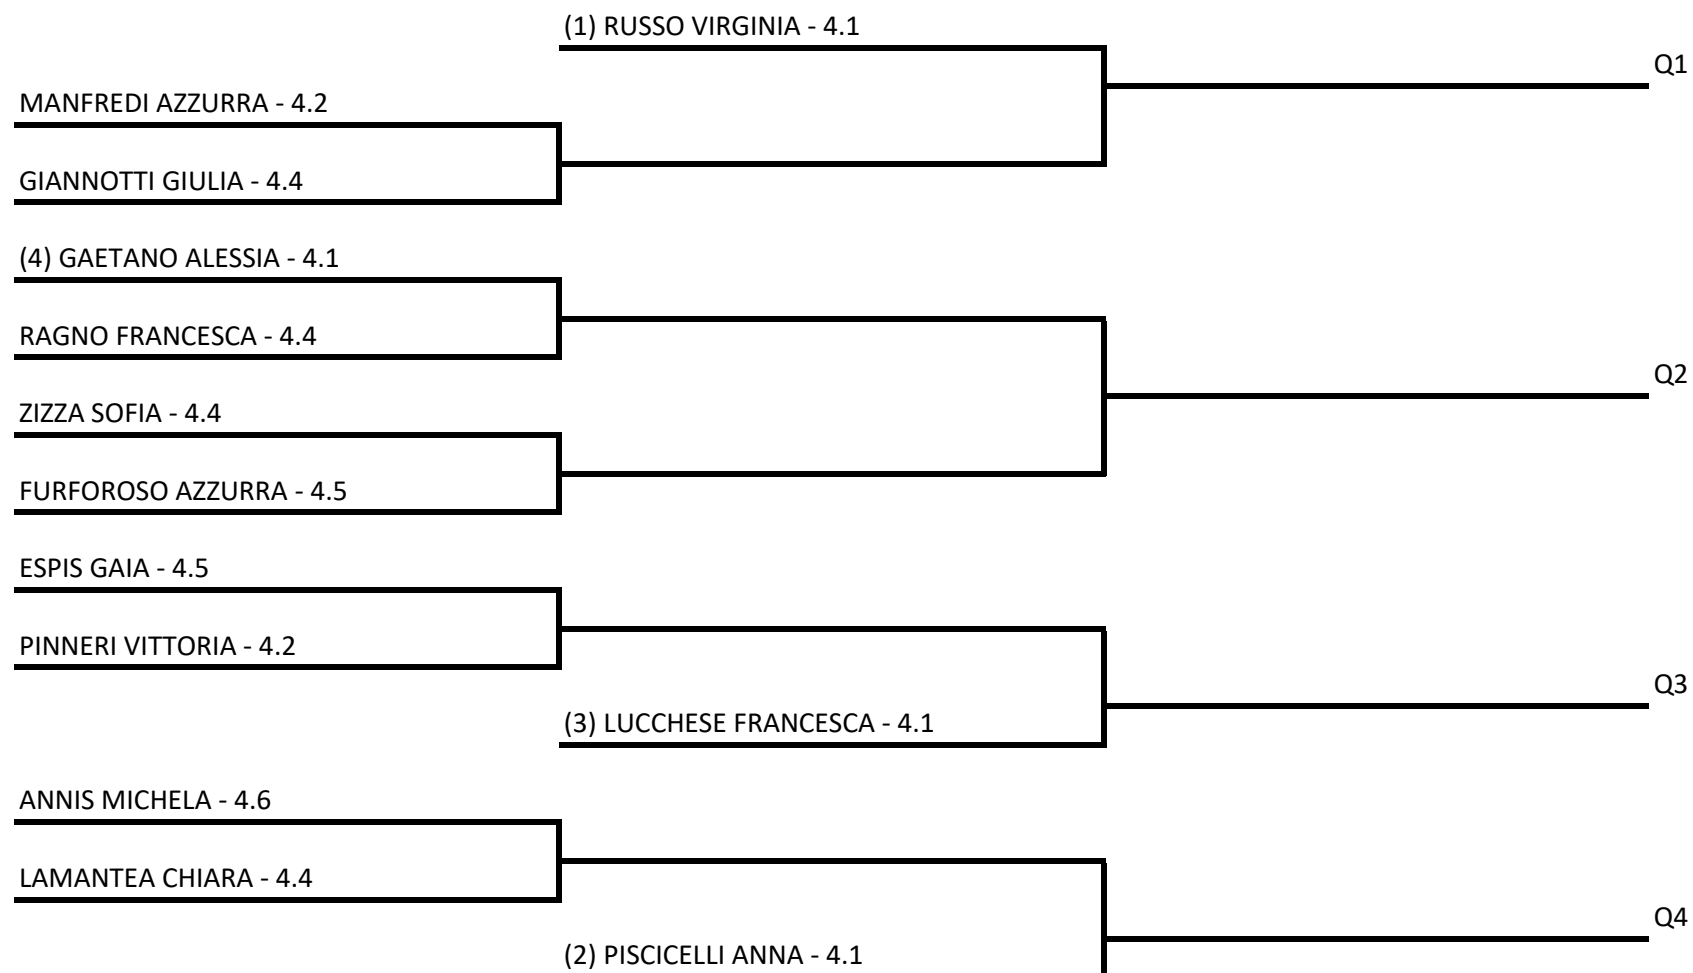 (1) RUSSO VIRGINIA - 4.1
Q1
MANFREDI AZZURRA - 4.2
GIANNOTTI GIULIA - 4.4
(4) GAETANO ALESSIA - 4.1
RAGNO FRANCESCA - 4.4
Q2
ZIZZA SOFIA - 4.4
FURFOROSO AZZURRA - 4.5
ESPIS GAIA - 4.5
PINNERI VITTORIA - 4.2
Q3
(3) LUCCHESE FRANCESCA - 4.1
ANNIS MICHELA - 4.6
LAMANTEA CHIARA - 4.4
Q4
(2) PISCICELLI ANNA - 4.1